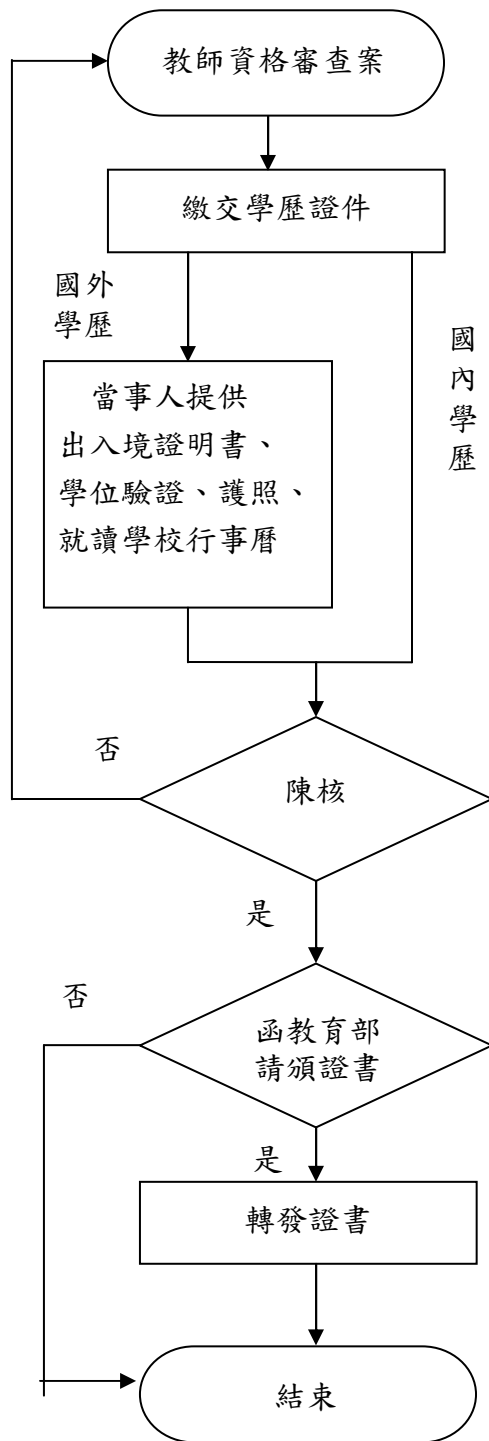 教師資格審查案
繳交學歷證件
國外
學歷
國
內
學
歷
當事人提供
出入境證明書、
學位驗證、護照、
就讀學校行事曆
否
陳核
是
否
函教育部
請頒證書
是
轉發證書
結束